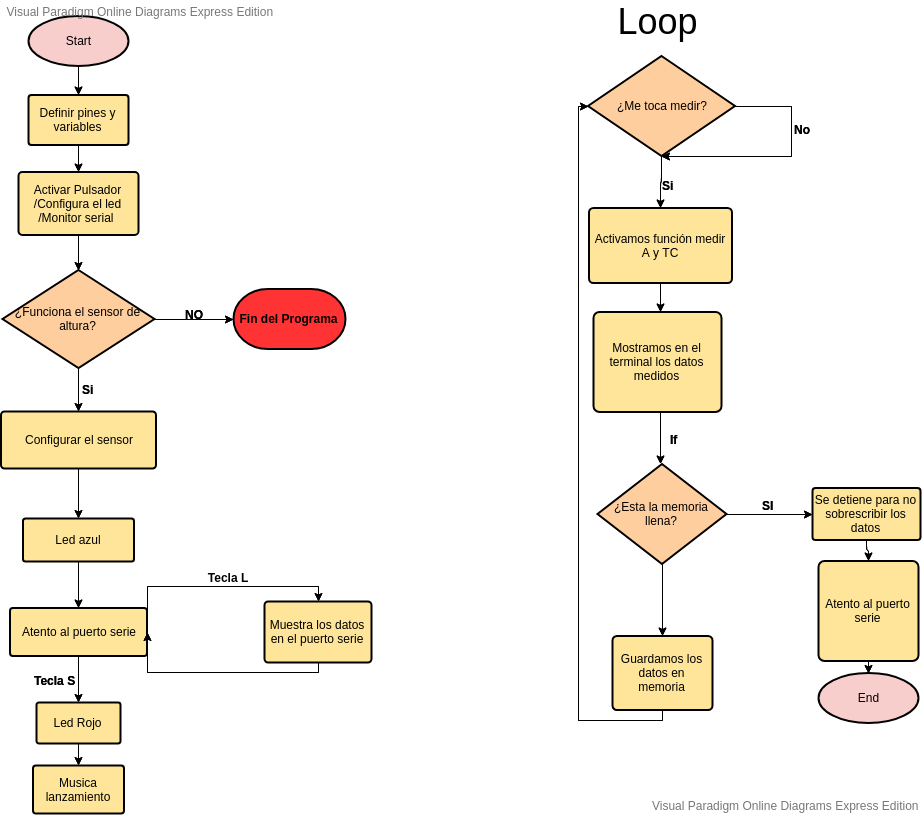 Visual Paradigm Online Diagrams Express Edition
Start
Definir pines y
variables
Activar Pulsador
/Configura el led
/Monitor serial
¿Funciona el sensor de
altura?
NO
Fin del Programa
Si
Configurar el sensor
Led azul
Tecla L
Atento al puerto serie
Muestra los datos
en el puerto serie
Tecla S
Led Rojo
Musica
lanzamiento
Loop
¿Me toca medir?
No
Si
Activamos función medir
A y TC
Mostramos en el
terminal los datos
medidos
If
¿Esta la memoria
llena?
SI
Se detiene para no
sobrescribir los
datos
Atento al puerto
serie
Guardamos los
datos en
memoria
End
Visual Paradigm Online Diagrams Express Edition